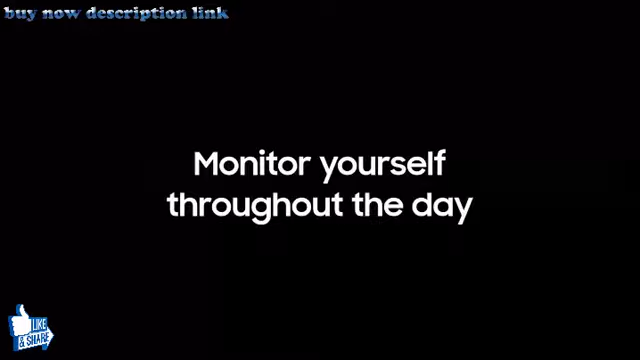 buy now description link
Monitor yourself
throughout the day
LIKE
& SHARE